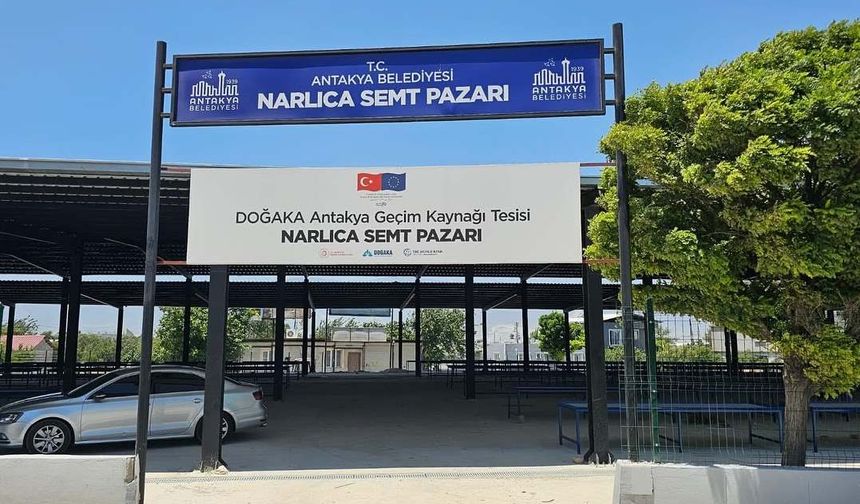 T.C.
ANTAKYA BELEDİYESİ
NARLICA SEMT PAZARI
1939
ANTAKYA
BELEDİYESİ
1939
ANTAKYA
BELEDİYESİ
DOĞAKA Antakya Geçim Kaynağı Tesisi
NARLICA SEMT PAZARI
DOĞAKA